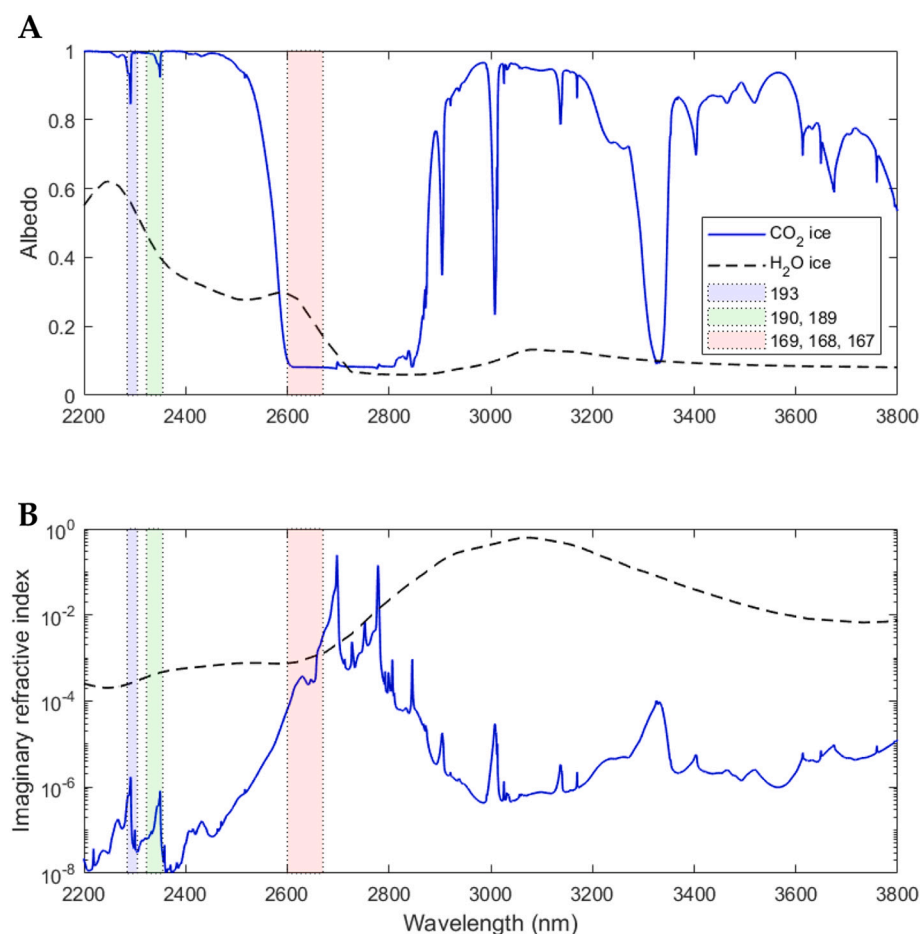 A
Albedo
1
0.8
0.6
0.4
0.2
0
2200 2400 2600 2800 3000 3200 3400 3600 3800
CO₂ ice
H₂O ice
193
190, 189
169, 168, 167
B
Imaginary refractive index
10⁰
10⁻²
10⁻⁴
10⁻⁶
10⁻⁸
2200 2400 2600 2800 3000 3200 3400 3600 3800
Wavelength (nm)